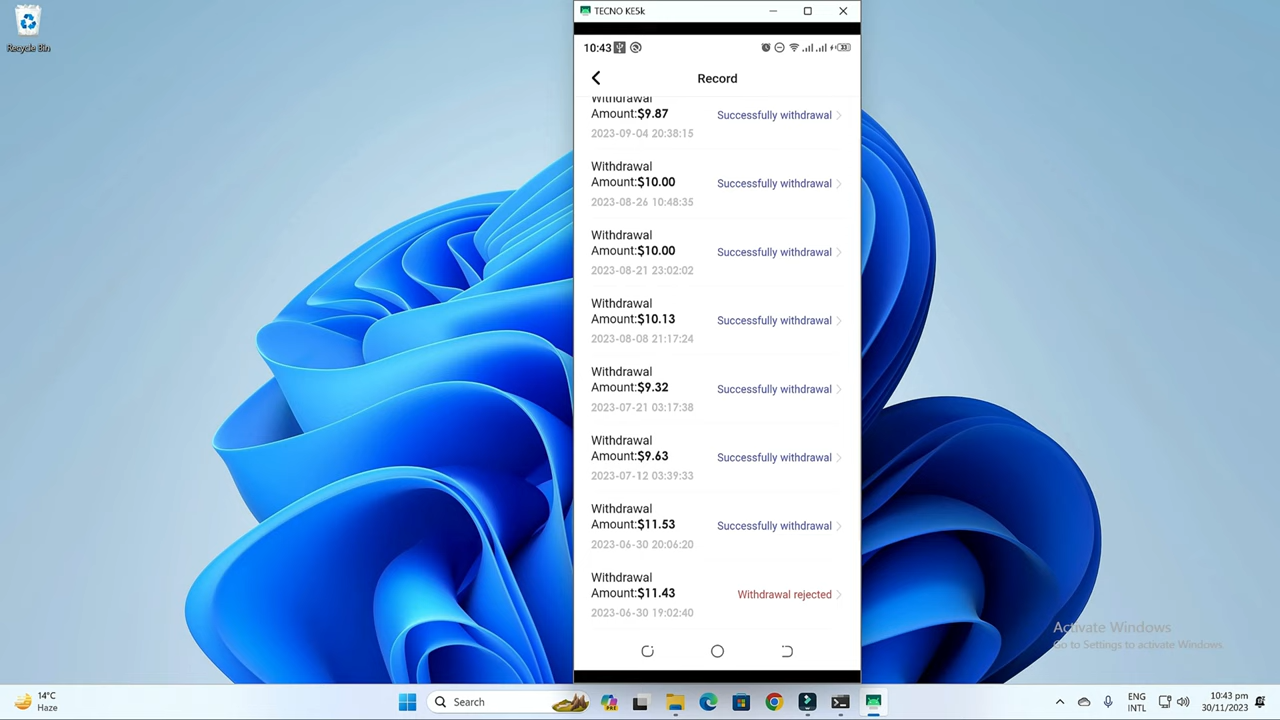 Recycle Bin
TECNO KE5k
10:43
33
Record
Withdrawal
Amount:$9.87
Successfully withdrawal
2023-09-04 20:38:15
Withdrawal
Amount:$10.00
Successfully withdrawal
2023-08-26 10:48:35
Withdrawal
Amount:$10.00
Successfully withdrawal
2023-08-21 23:02:02
Withdrawal
Amount:$10.13
Successfully withdrawal
2023-08-08 21:17:24
Withdrawal
Amount:$9.32
Successfully withdrawal
2023-07-21 03:17:38
Withdrawal
Amount:$9.63
Successfully withdrawal
2023-07-12 03:39:33
Withdrawal
Amount:$11.53
Successfully withdrawal
2023-06-30 20:06:20
Withdrawal
Amount:$11.43
Withdrawal rejected
2023-06-30 19:02:40
Activate Windows
Go to Settings to activate Windows.
14°C
Haze
Search
PRE
ENG
INTL
10:43 pm
30/11/2023